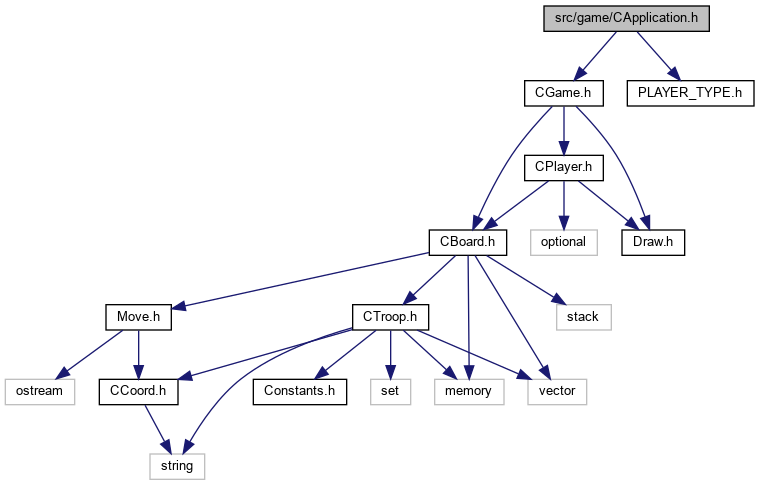 src/game/CApplication.h
CGame.h
PLAYER_TYPE.h
CPlayer.h
CBoard.h
optional
Draw.h
Move.h
CTroop.h
stack
ostream
CCoord.h
Constants.h
set
memory
vector
string